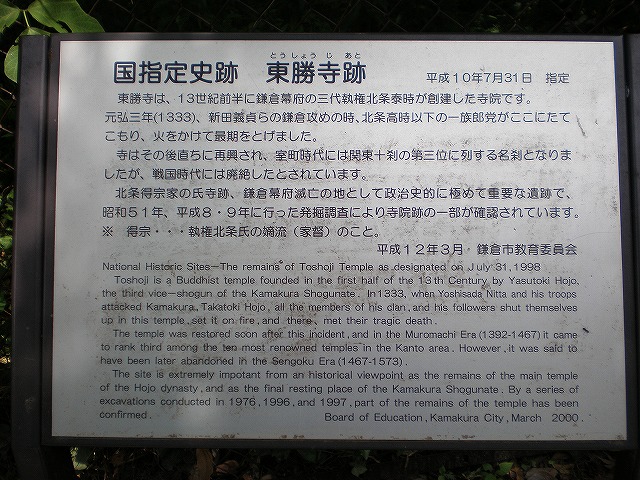 とうしょう じ あと
国指定史跡 東勝寺跡 平成10年7月31日 指定
東勝寺は、13世紀前半に鎌倉幕府の三代執権北条泰時が創建した寺院です。
元弘三年(1333)、新田義貞らの鎌倉攻めの時、北条高時以下の一族郎党がここにたて
こもり、火をかけて最期をとげました。
寺はその後直ちに再興され、室町時代には関東十刹の第三位に列する名刹となりま
したが、戦国時代には廃絶したとされています。
北条得宗家の氏寺跡、鎌倉幕府滅亡の地として政治史的に極めて重要な遺跡で、
昭和51年、平成8・9年に行った発掘調査により寺院跡の一部が確認されています。
※ 得宗・・・執権北条氏の嫡流(家督)のこと。
平成12年3月・鎌倉市教育委員会
National Historic Sites—The remains of Toshoji Temple as designated on July 31,1998
Toshoji is a Buddhist temple founded in the first half of the 13th Century by Yasutoki Hojo,
the third vice-shogun of the Kamakura Shogunate. In1333, when Yoshisada Nitta and his troops
attacked Kamakura, Takatoki Hojo, all the members of his clan, and his followers shut themselves
up in this temple, set it on fire, and there, met their tragic death.
The temple was restored soon after this incident, and in the Muromachi Era (1392-1467) it came
to rank third among the ten most renowned temples in the Kanto area. However, it was said to
have been later abandoned in the Sengoku Era (1467-1573).
The site is extremely impotant from an historical viewpoint as the remains of the main temple
of the Hojo dynasty, and as the final resting place of the Kamakura Shogunate. By a series of
excavations conducted in 1976, 1996, and 1997, part of the remains of the temple has been
confirmed. Board of Education, Kamakura City, March 2000